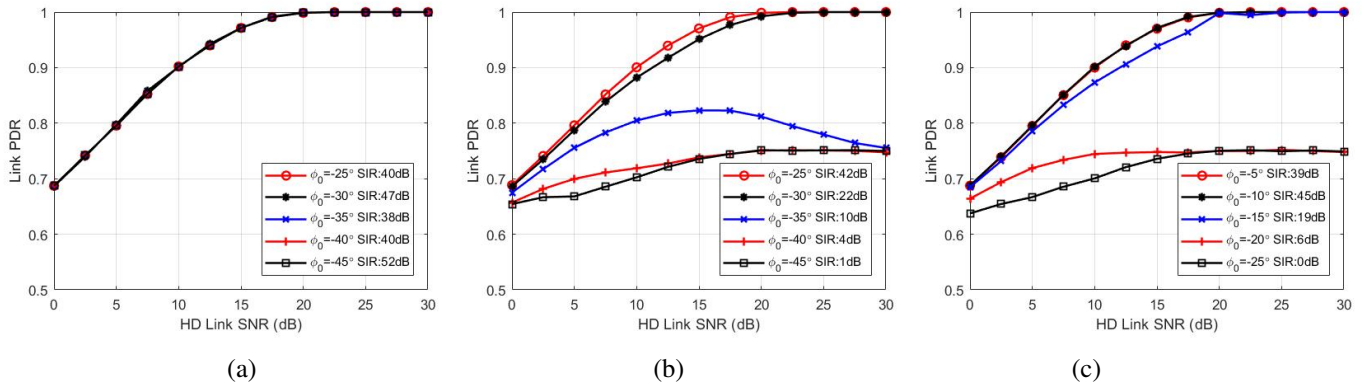 1
0.9
0.8
0.7
0.6
0.5
Link PDR
0 5 10 15 20 25 30
HD Link SNR (dB)
ϕ0=-25° SIR:40dB
ϕ0=-30° SIR:47dB
ϕ0=-35° SIR:38dB
ϕ0=-40° SIR:40dB
ϕ0=-45° SIR:52dB
(a)
1
0.9
0.8
0.7
0.6
0.5
Link PDR
0 5 10 15 20 25 30
HD Link SNR (dB)
ϕ0=-25° SIR:42dB
ϕ0=-30° SIR:22dB
ϕ0=-35° SIR:10dB
ϕ0=-40° SIR:4dB
ϕ0=-45° SIR:1dB
(b)
1
0.9
0.8
0.7
0.6
0.5
Link PDR
0 5 10 15 20 25 30
HD Link SNR (dB)
ϕ0=-5° SIR:39dB
ϕ0=-10° SIR:45dB
ϕ0=-15° SIR:19dB
ϕ0=-20° SIR:6dB
ϕ0=-25° SIR:0dB
(c)